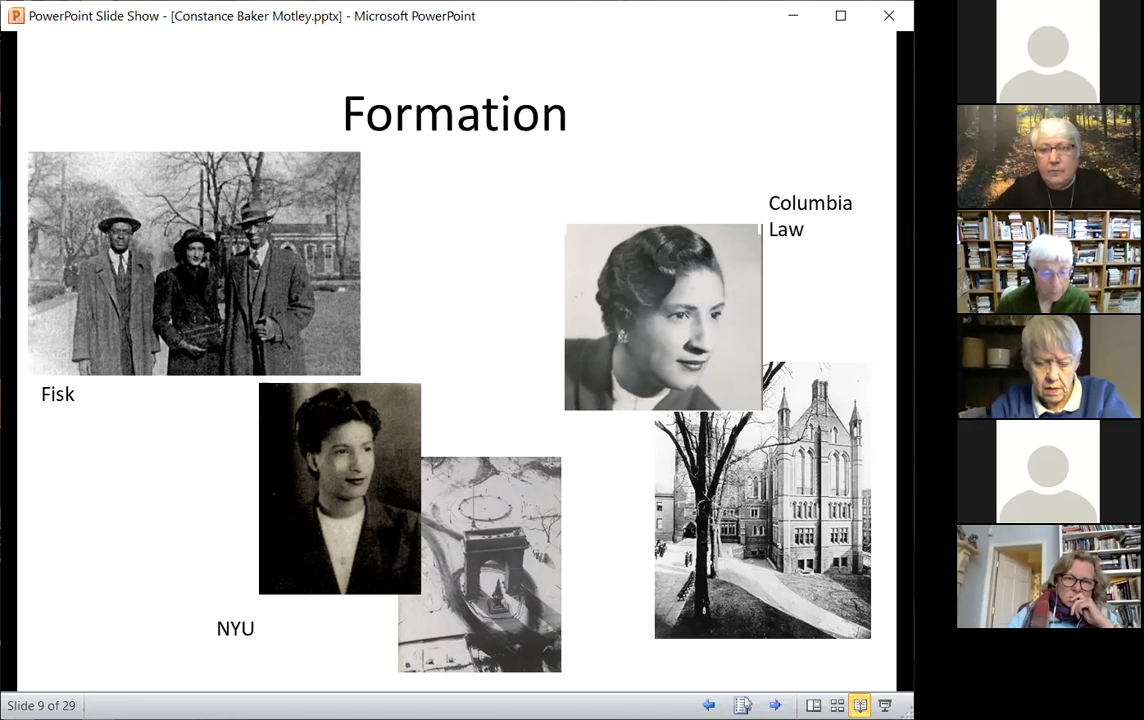 PowerPoint Slide Show - [Constance Baker Motley.pptx] - Microsoft PowerPoint
Formation
Columbia
Law
Fisk
NYU
Slide 9 of 29